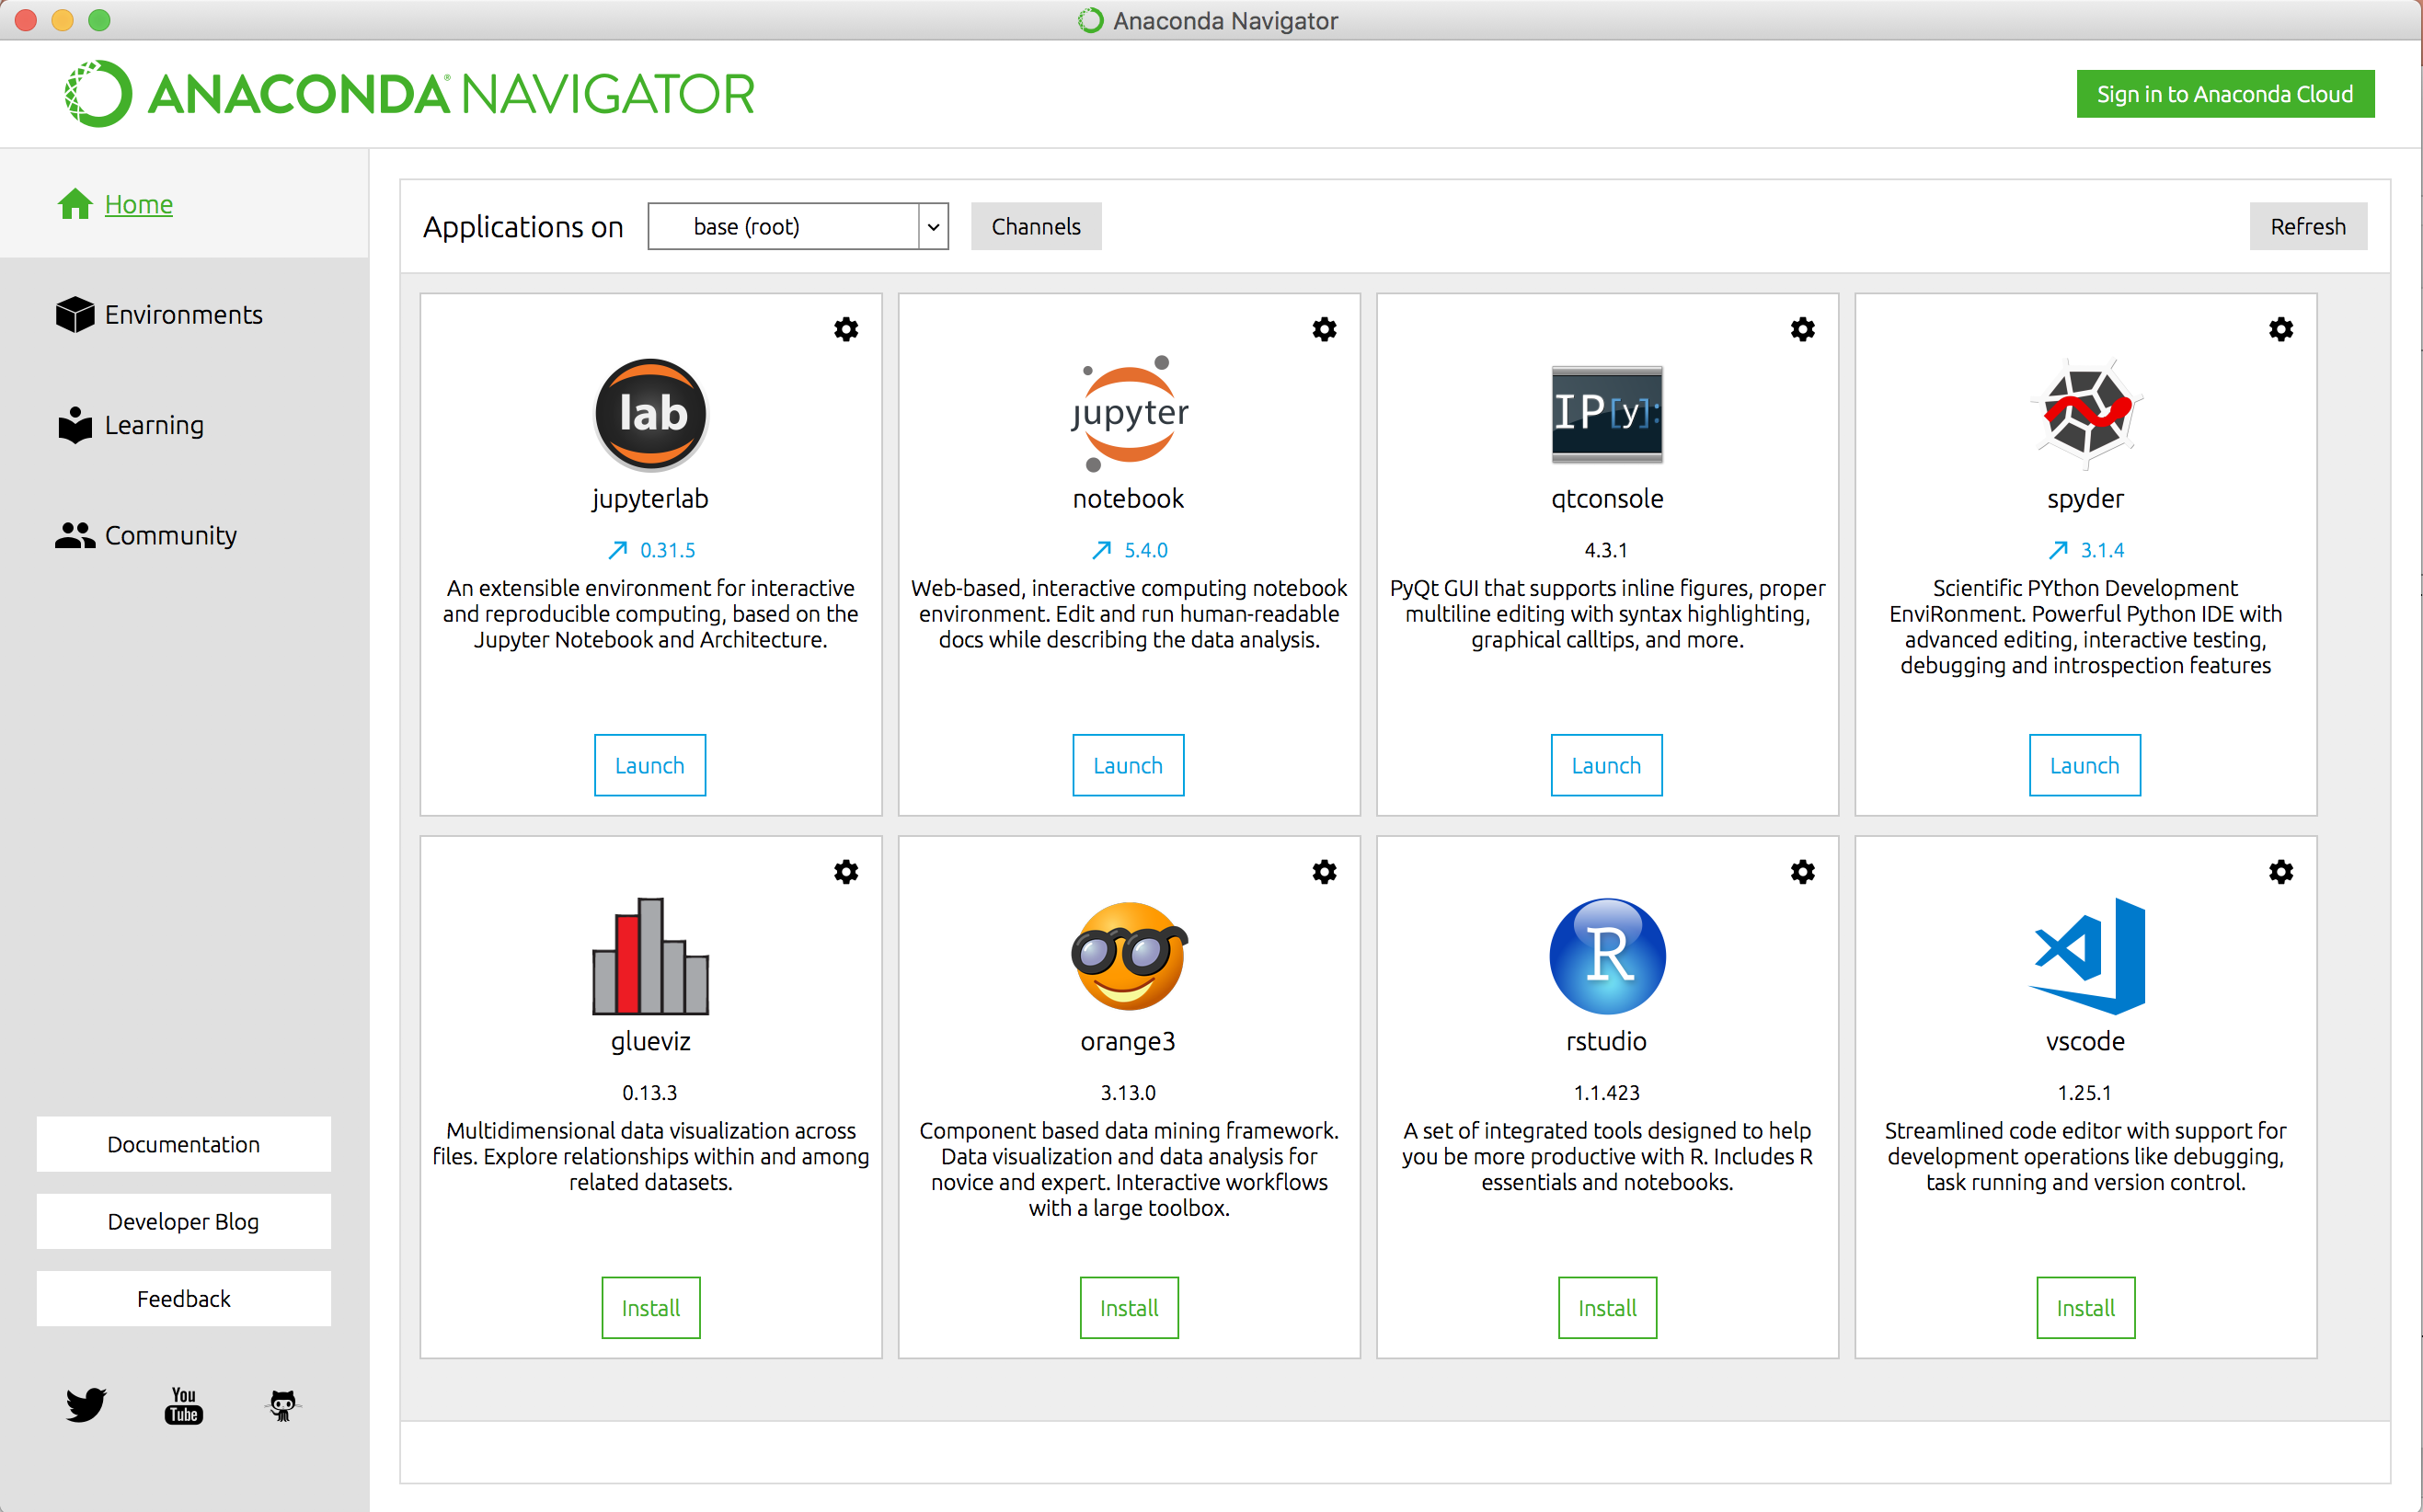 Anaconda Navigator
ANACONDA® NAVIGATOR
Sign in to Anaconda Cloud
Home
Environments
Learning
Community
Documentation
Developer Blog
Feedback
You
Tube
Applications on
base (root)
Channels
Refresh
lab
jupyterlab
0.31.5
An extensible environment for interactive
and reproducible computing, based on the
Jupyter Notebook and Architecture.
Launch
jupyter
notebook
5.4.0
Web-based, interactive computing notebook
environment. Edit and run human-readable
docs while describing the data analysis.
Launch
IP[y]:
qtconsole
4.3.1
PyQt GUI that supports inline figures, proper
multiline editing with syntax highlighting,
graphical calltips, and more.
Launch
spyder
3.1.4
Scientific PYthon Development
EnviRonment. Powerful Python IDE with
advanced editing, interactive testing,
debugging and introspection features
Launch
glueviz
0.13.3
Multidimensional data visualization across
files. Explore relationships within and among
related datasets.
Install
orange3
3.13.0
Component based data mining framework.
Data visualization and data analysis for
novice and expert. Interactive workflows
with a large toolbox.
Install
R
rstudio
1.1.423
A set of integrated tools designed to help
you be more productive with R. Includes R
essentials and notebooks.
Install
vscode
1.25.1
Streamlined code editor with support for
development operations like debugging,
task running and version control.
Install